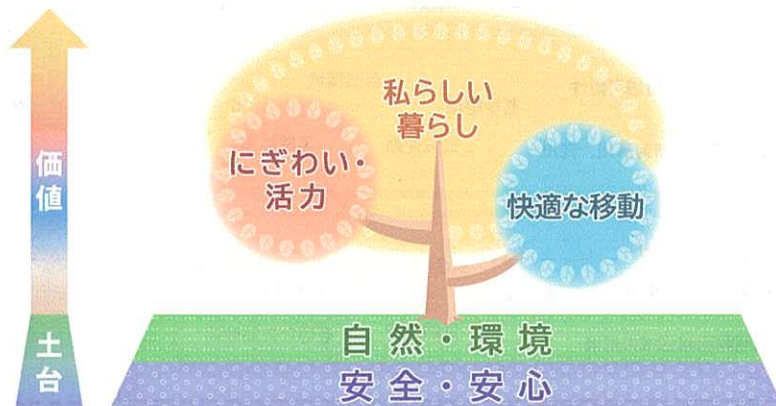 価値
土台
私らしい
暮らし
にぎわい・
活力
快適な移動
自然・環境
安全・安心